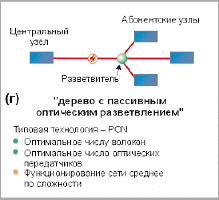 Абонентские узлы
Центральный
узел
Разветвитель
(г)
"дерево с пассивным
оптическим разветвлением"
Типовая технология – PON
Оптимальное число волокон
Оптимальное число оптических
передатчиков
Функционирование сети среднее
по сложности